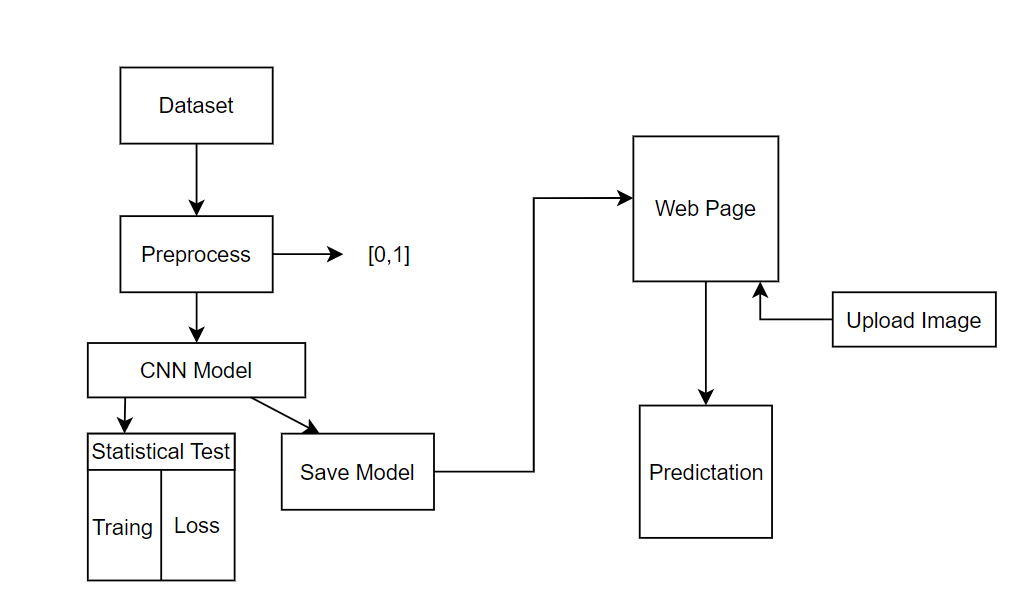 Dataset
Preprocess
[0,1]
CNN Model
Statistical Test
Traing
Loss
Save Model
Web Page
Upload Image
Predictation